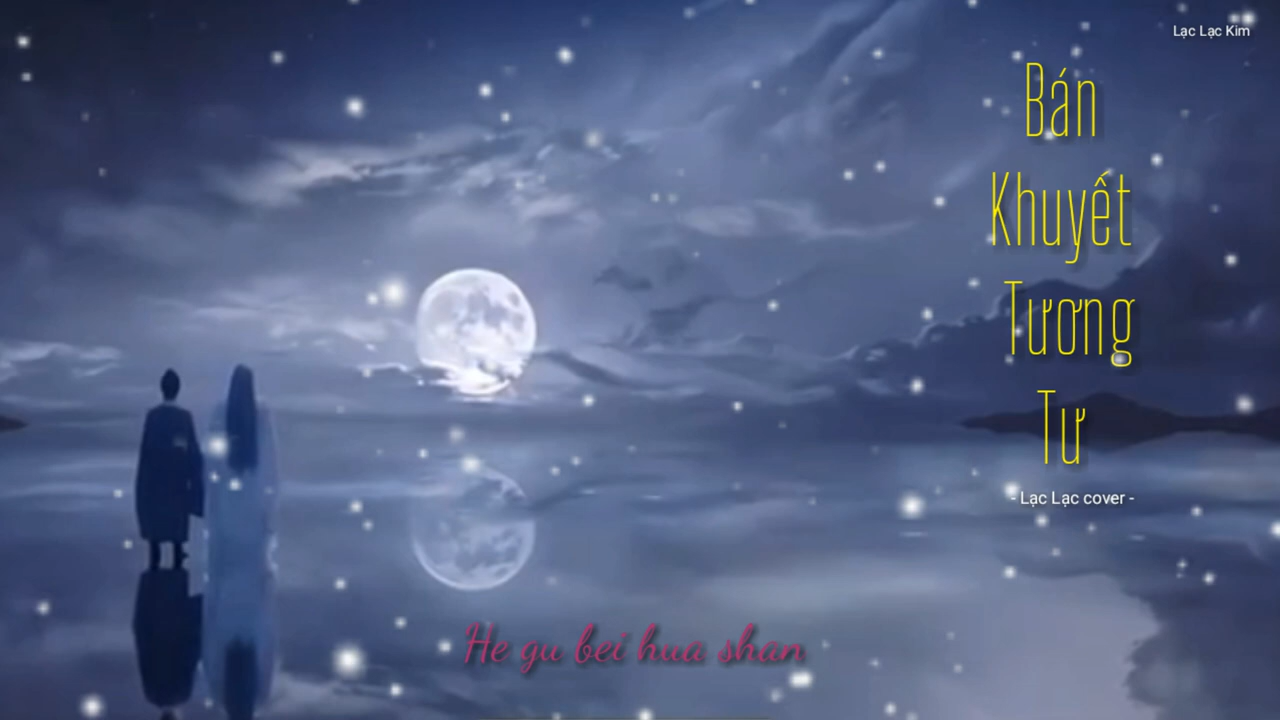 Lạc Lạc Kim
Bán
Khuyết
Tương
Tư
- Lạc Lạc cover -
He gu bei hua shan